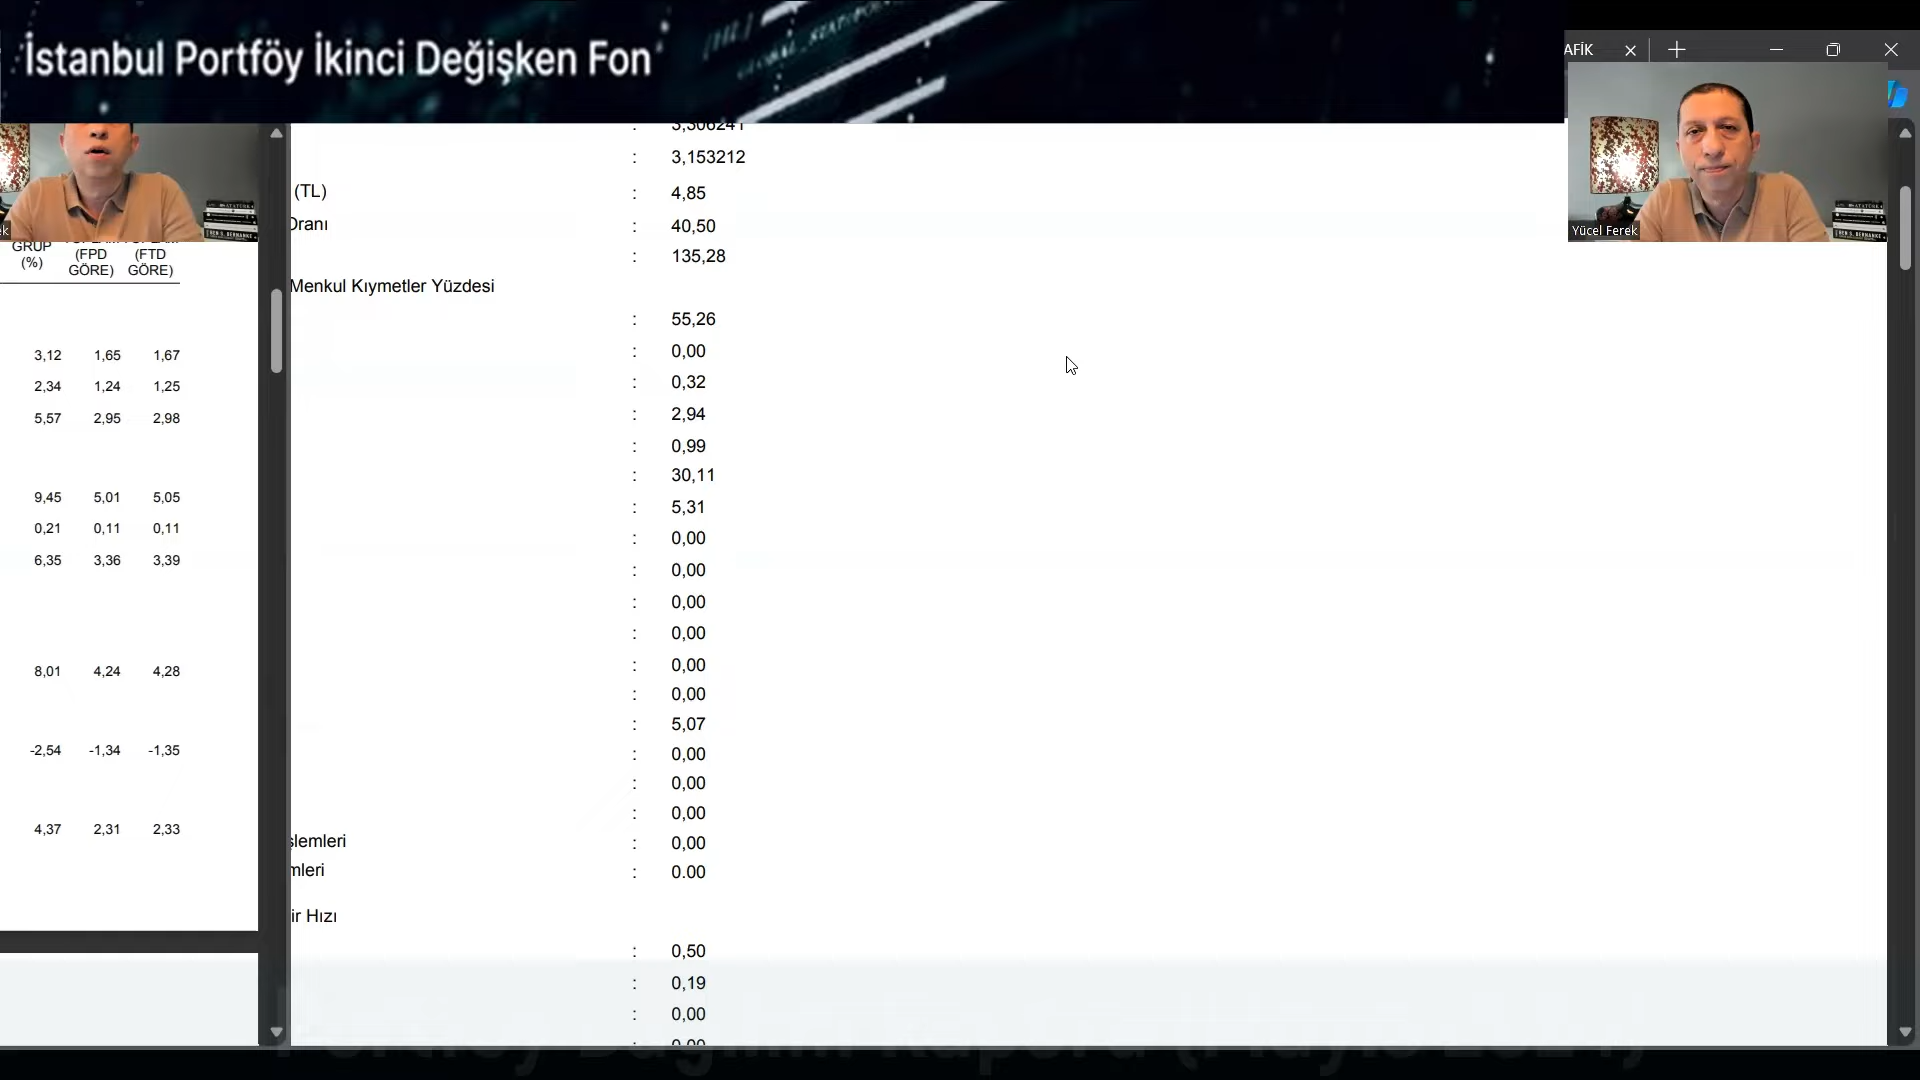 İstanbul Portföy İkinci Değişken Fon
AFİK
Yücel Ferek
ek
GRUP (FPD (FTD
(%) GÖRE) GÖRE)
3,12 1,65 1,67
2,34 1,24 1,25
5,57 2,95 2,98
9,45 5,01 5,05
0,21 0,11 0,11
6,35 3,36 3,39
8,01 4,24 4,28
-2,54 -1,34 -1,35
4,37 2,31 2,33
: 3,306241
: 3,153212
(TL) : 4,85
Oranı : 40,50
: 135,28
Menkul Kıymetler Yüzdesi
: 55,26
: 0,00
: 0,32
: 2,94
: 0,99
: 30,11
: 5,31
: 0,00
: 0,00
: 0,00
: 0,00
: 0,00
: 0,00
: 5,07
: 0,00
: 0,00
: 0,00
şlemleri : 0,00
mleri : 0.00
ir Hızı
: 0,50
: 0,19
: 0,00
: 0,00